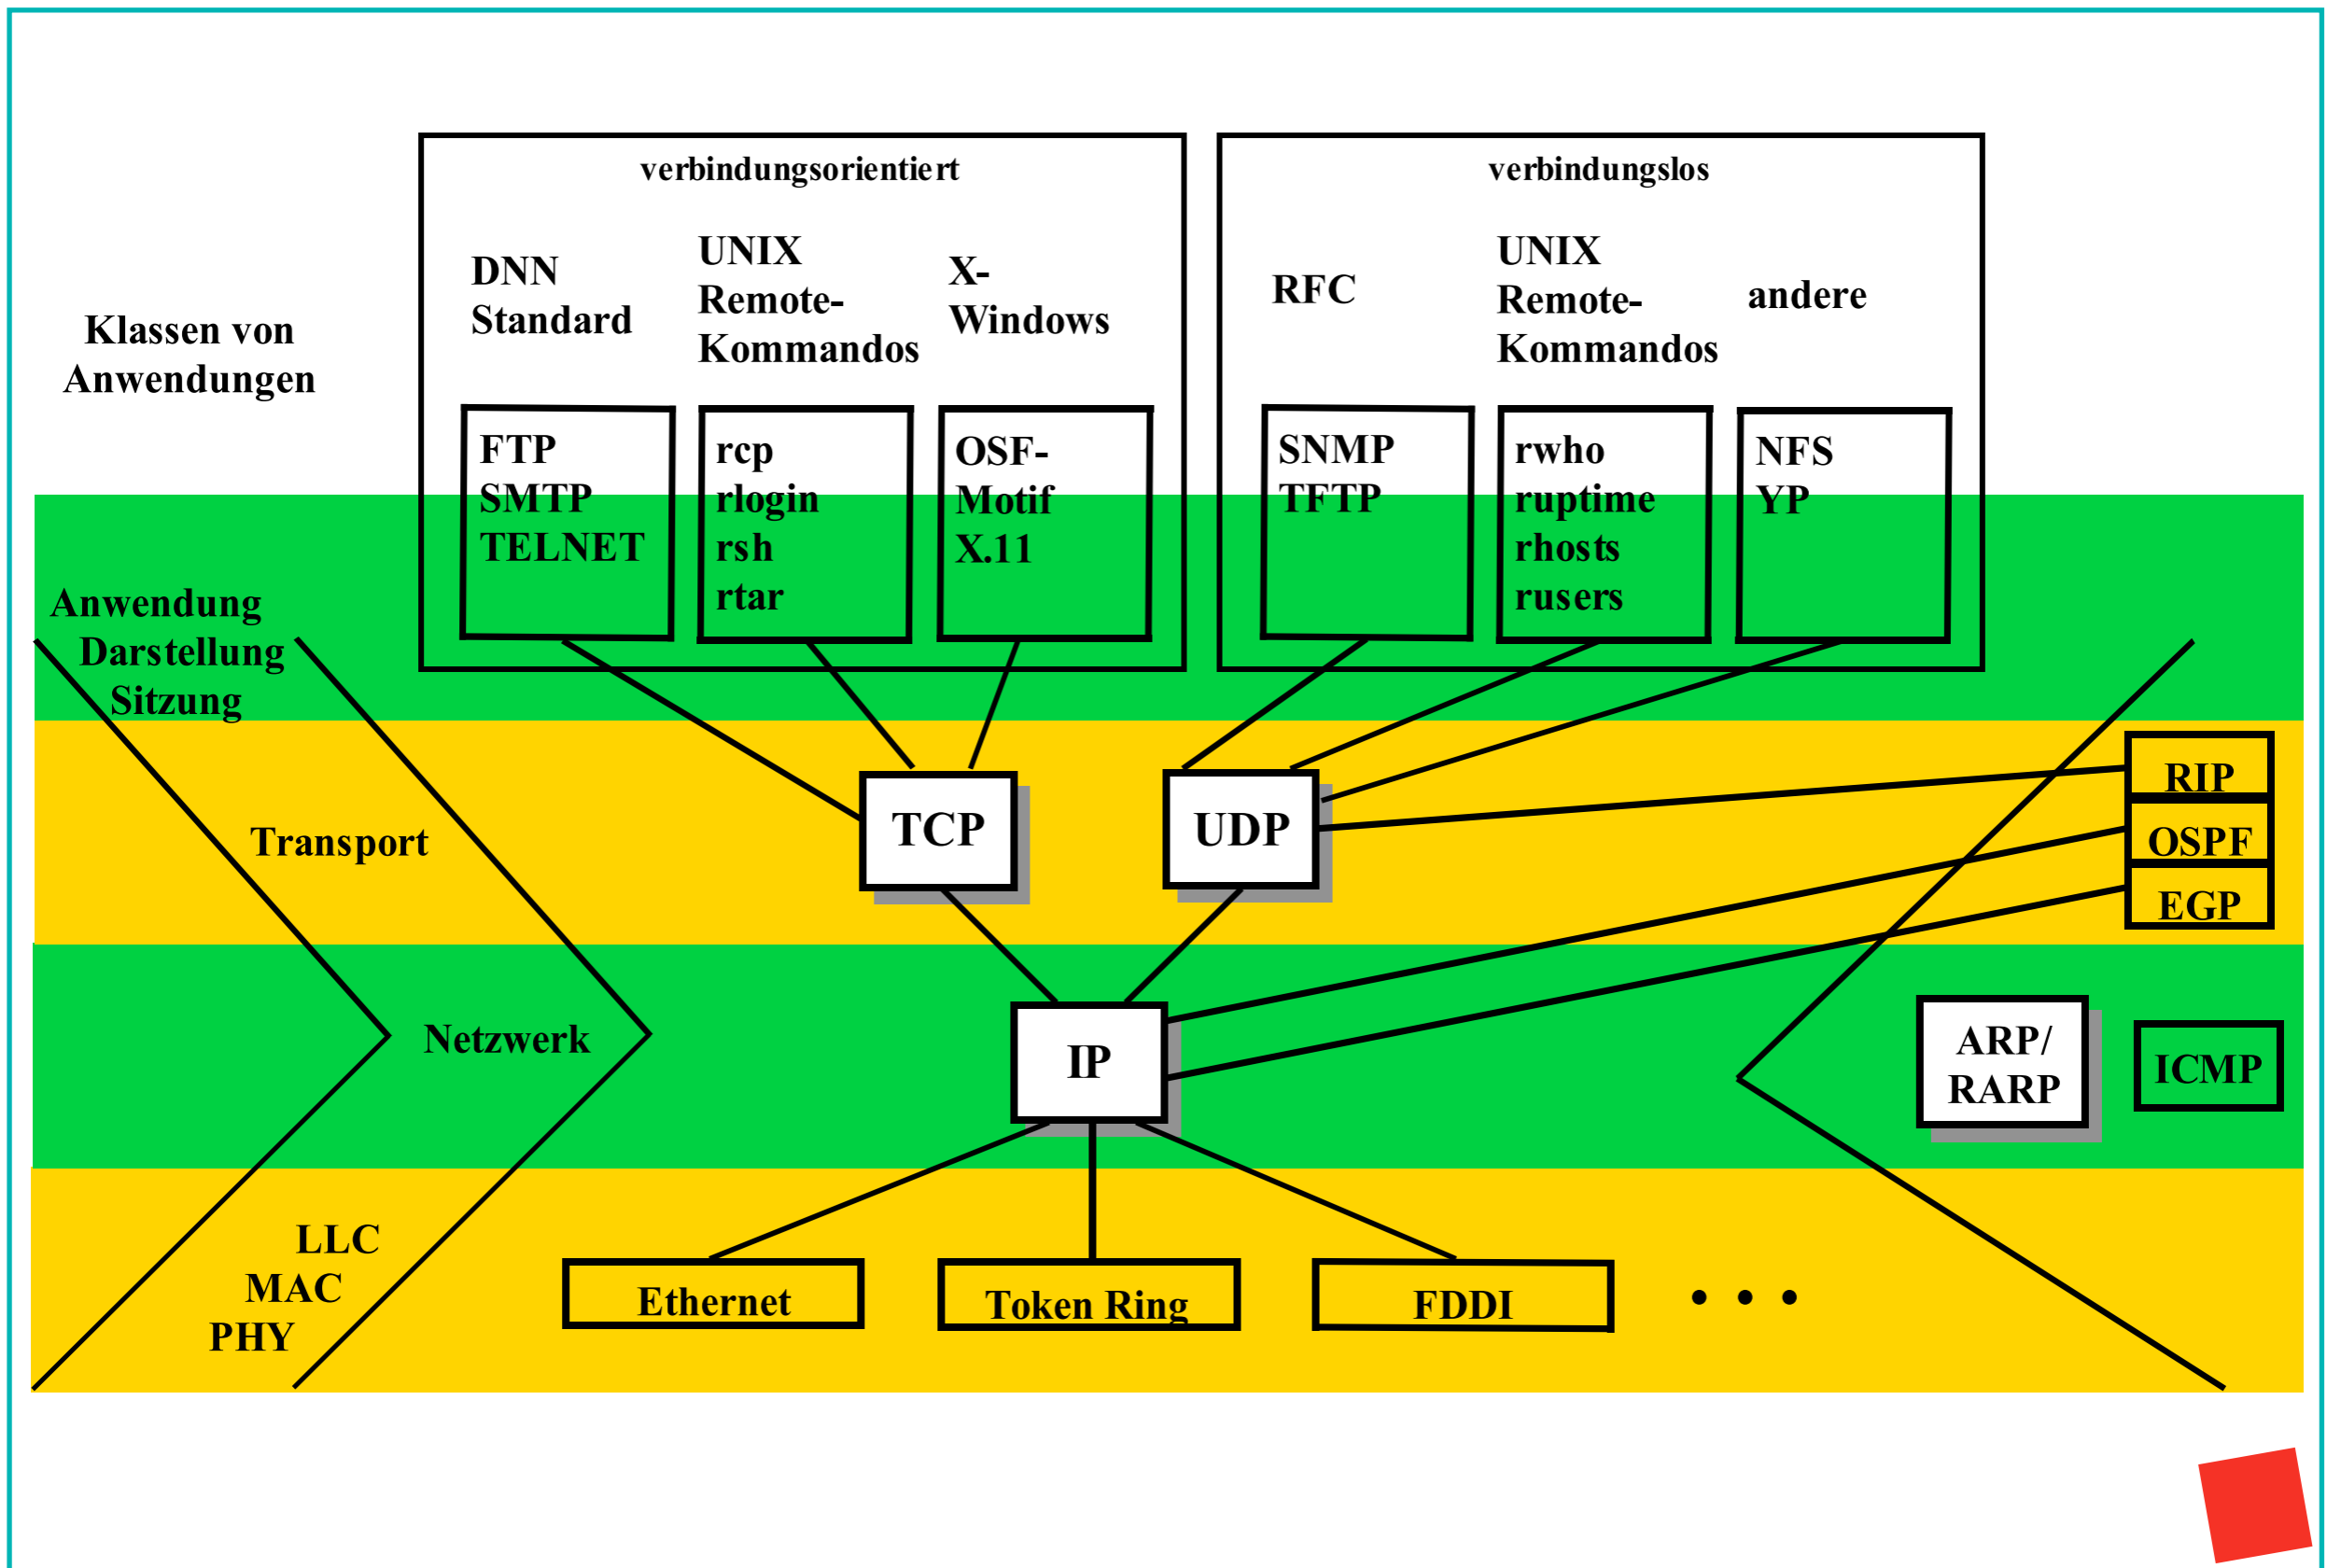 verbindungsorientiert
verbindungslos
DNN
Standard
UNIX
Remote-
Kommandos
X-
Windows
RFC
UNIX
Remote-
Kommandos
andere
Klassen von
Anwendungen
FTP
SMTP
TELNET
rcp
rlogin
rsh
rtar
OSF-
Motif
X.11
SNMP
TFTP
rwho
ruptime
rhosts
rusers
NFS
YP
Anwendung
Darstellung
Sitzung
Transport
TCP
UDP
RIP
OSPF
EGP
Netzwerk
IP
ARP/
RARP
ICMP
LLC
MAC
PHY
Ethernet
Token Ring
FDDI
• • •